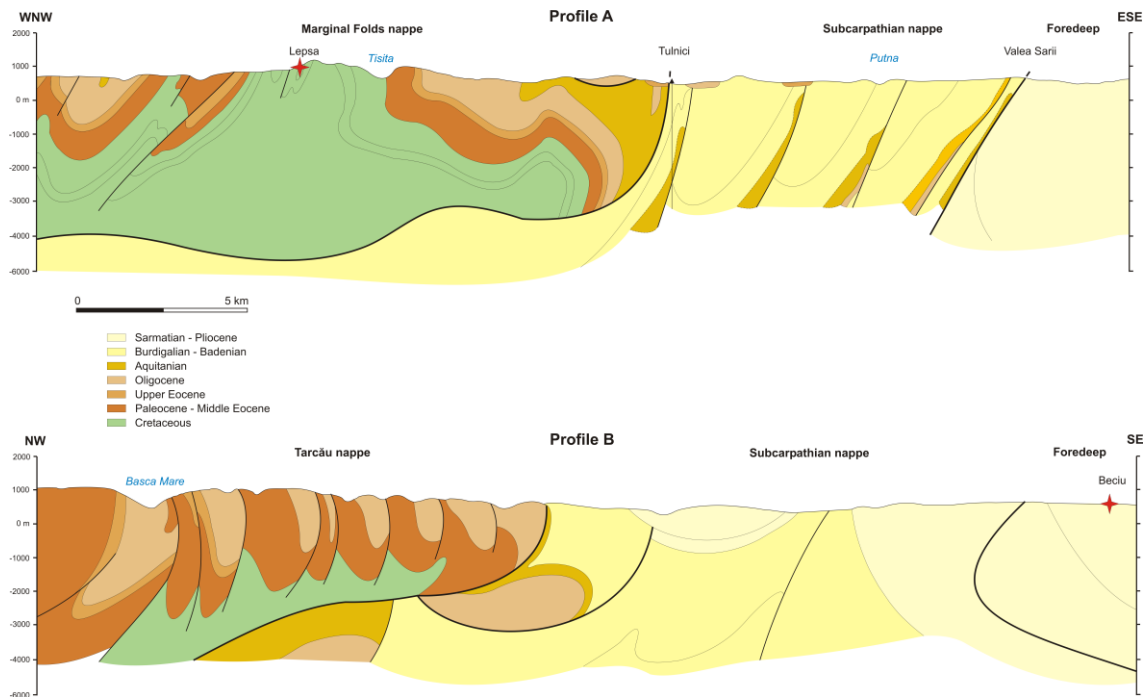 WNW Profile A ESE
Marginal Folds nappe Subcarpathian nappe Foredeep
Lepsa Tisita Tulnici Putna Valea Sarii
2000
1000
0 m
-1000
-2000
-3000
-4000
-6000
0 5 km
Sarmatian - Pliocene
Burdigalian - Badenian
Aquitanian
Oligocene
Upper Eocene
Paleocene - Middle Eocene
Cretaceous
NW Profile B SE
Tarcău nappe Subcarpathian nappe Foredeep
Basca Mare Beciu
2000
1000
0 m
-1000
-2000
-3000
-4000
-6000